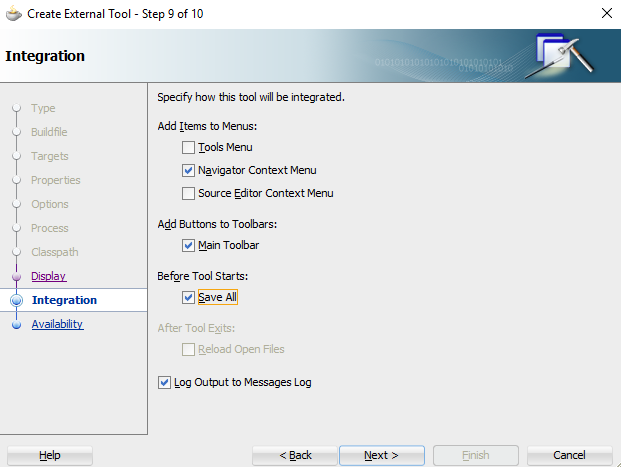 Create External Tool - Step 9 of 10
Integration
010101010101010101010101010101
0101010101010
Type
Buildfile
Targets
Properties
Options
Process
Classpath
Display
Integration
Availability
Specify how this tool will be integrated.
Add Items to Menus:
Tools Menu
Navigator Context Menu
Source Editor Context Menu
Add Buttons to Toolbars:
Main Toolbar
Before Tool Starts:
Save All
After Tool Exits:
Reload Open Files
Log Output to Messages Log
Help
< Back
Next >
Finish
Cancel